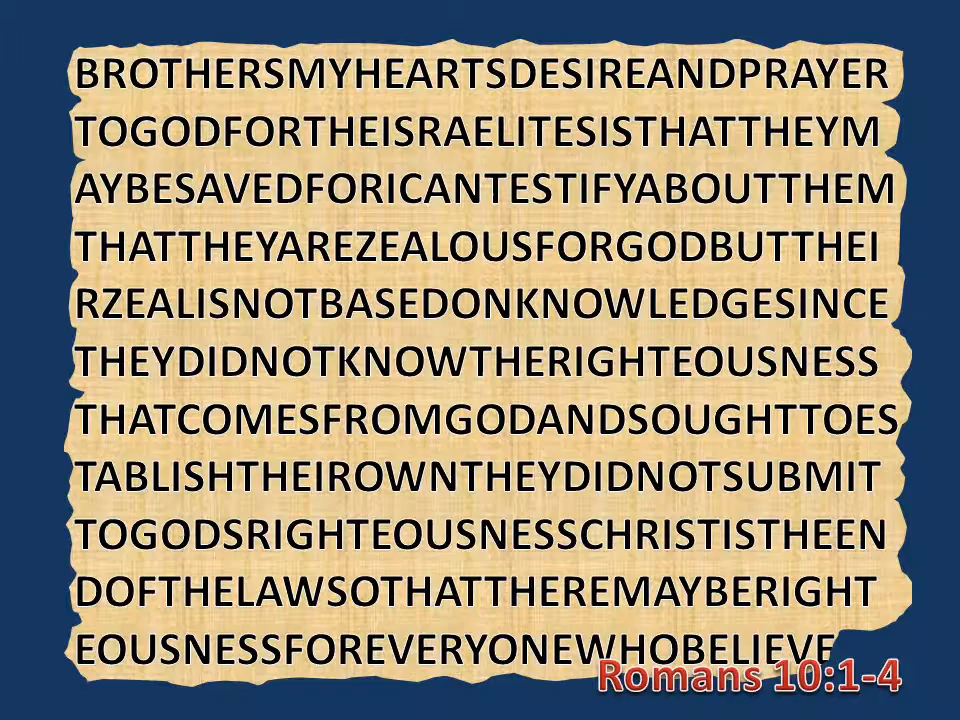 BROTHERSMYHEARTSDESIREANDPRAYER
TOGODFORTHEISRAELITESISTHATTHEYM
AYBESAVEDFORICANTESTIFYABOUTTHEM
THATTHEYAREZEALOUSFORGODBUTTHEI
RZEALISNOTBASEDONKNOWLEDGESINCE
THEYDIDNOTKNOWTHERIGHTEOUSNESS
THATCOMESFROMGODANDSOUGHTTOES
TABLISHTHEIROWNTHEYDIDNOTSUBMIT
TOGODSRIGHTEOUSNESSCHRISTISTHEEN
DOFTHELAWSOTHATTHEREMAYBERIGHT
EOUSNESSFOREVERYONEWHOBELIEVE
Romans 10:1-4